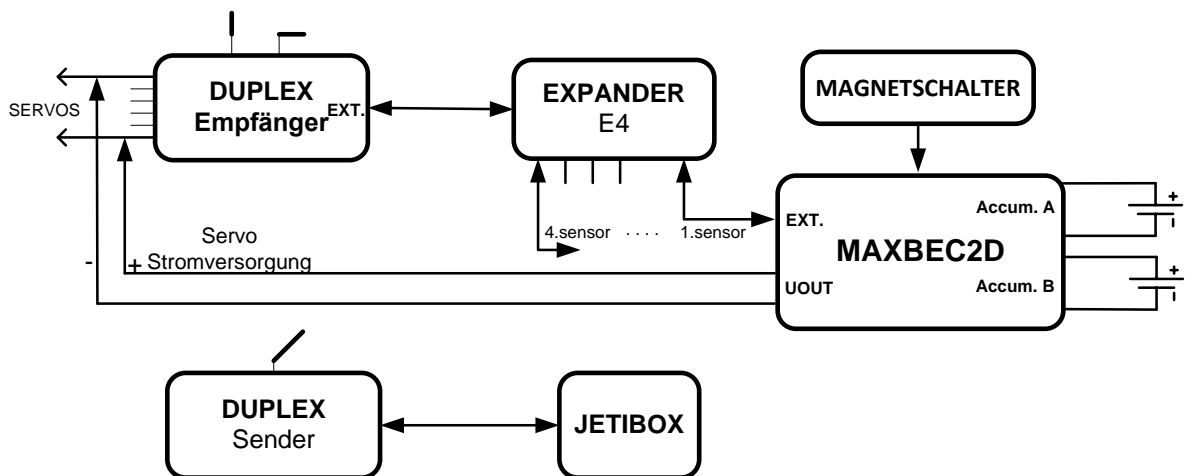 DUPLEX
Empfänger
EXT.
SERVOS
EXPANDER
E4
MAGNETSCHALTER
4.sensor . . . . 1.sensor
EXT.
Accum. A
+
-
MAXBEC2D
UOUT
Accum. B
+
-
Servo
- + Stromversorgung
DUPLEX
Sender
JETIBOX